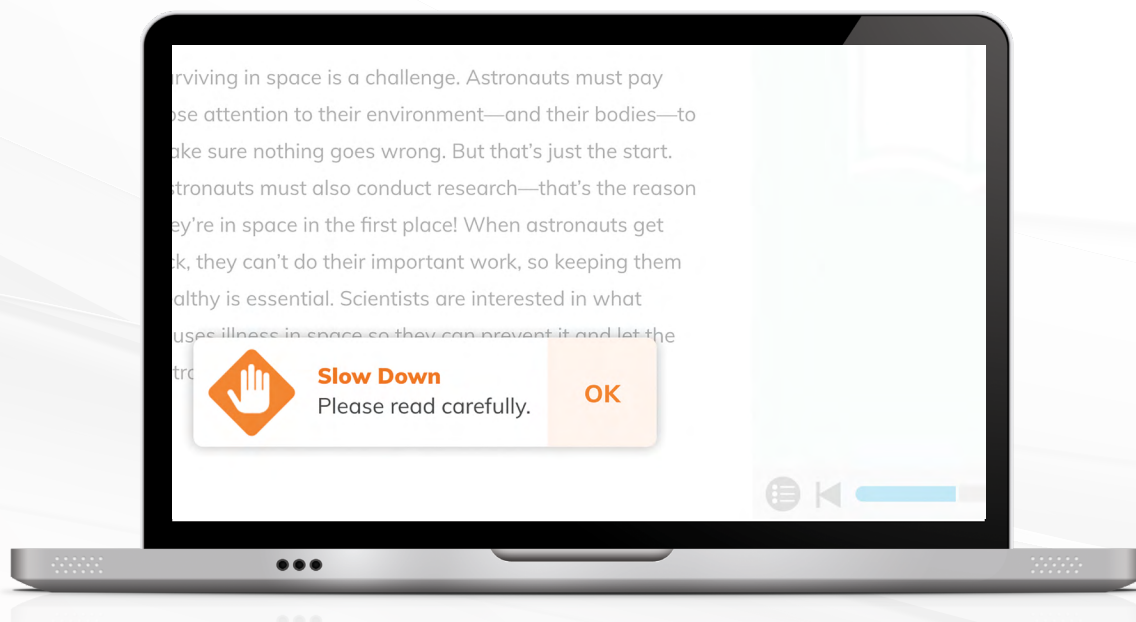 rviving in space is a challenge. Astronauts must pay
ose attention to their environment—and their bodies—to
ake sure nothing goes wrong. But that's just the start.
stronauts must also conduct research—that's the reason
ey're in space in the first place! When astronauts get
ck, they can't do their important work, so keeping them
althy is essential. Scientists are interested in what
uses illness in space so they can prevent it and let the
tro
Slow Down
Please read carefully.
OK